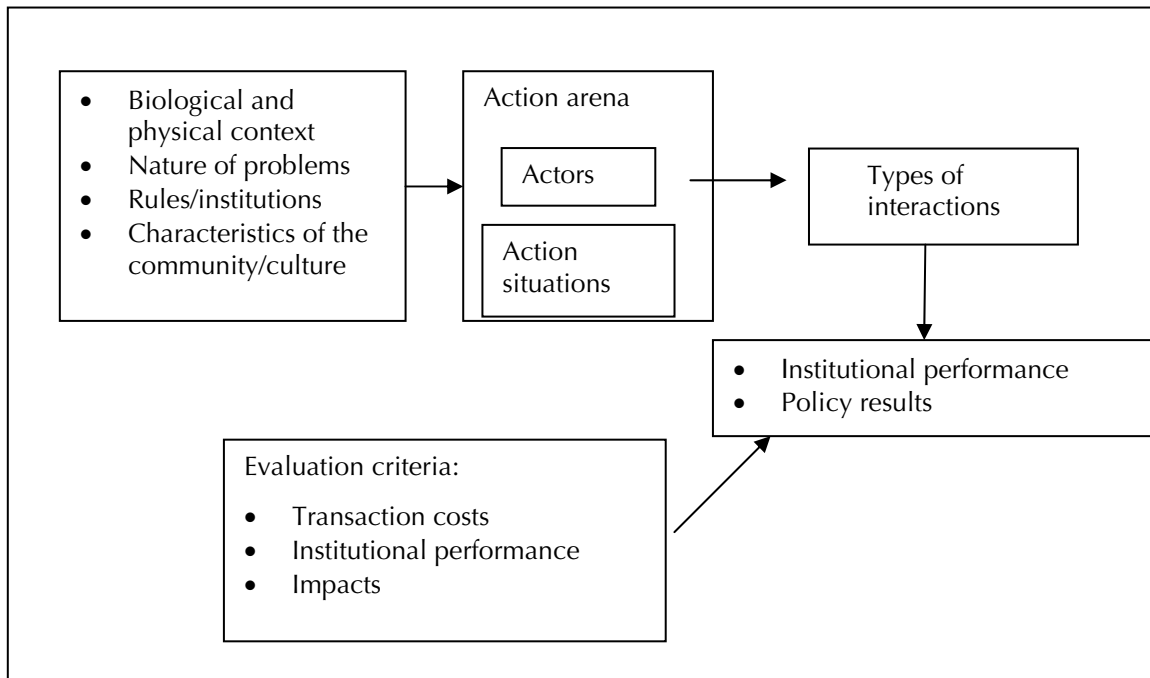 • Biological and
physical context
• Nature of problems
• Rules/institutions
• Characteristics of the
community/culture
Action arena
Actors
Action
situations
Types of
interactions
• Institutional performance
• Policy results
Evaluation criteria:
• Transaction costs
• Institutional performance
• Impacts